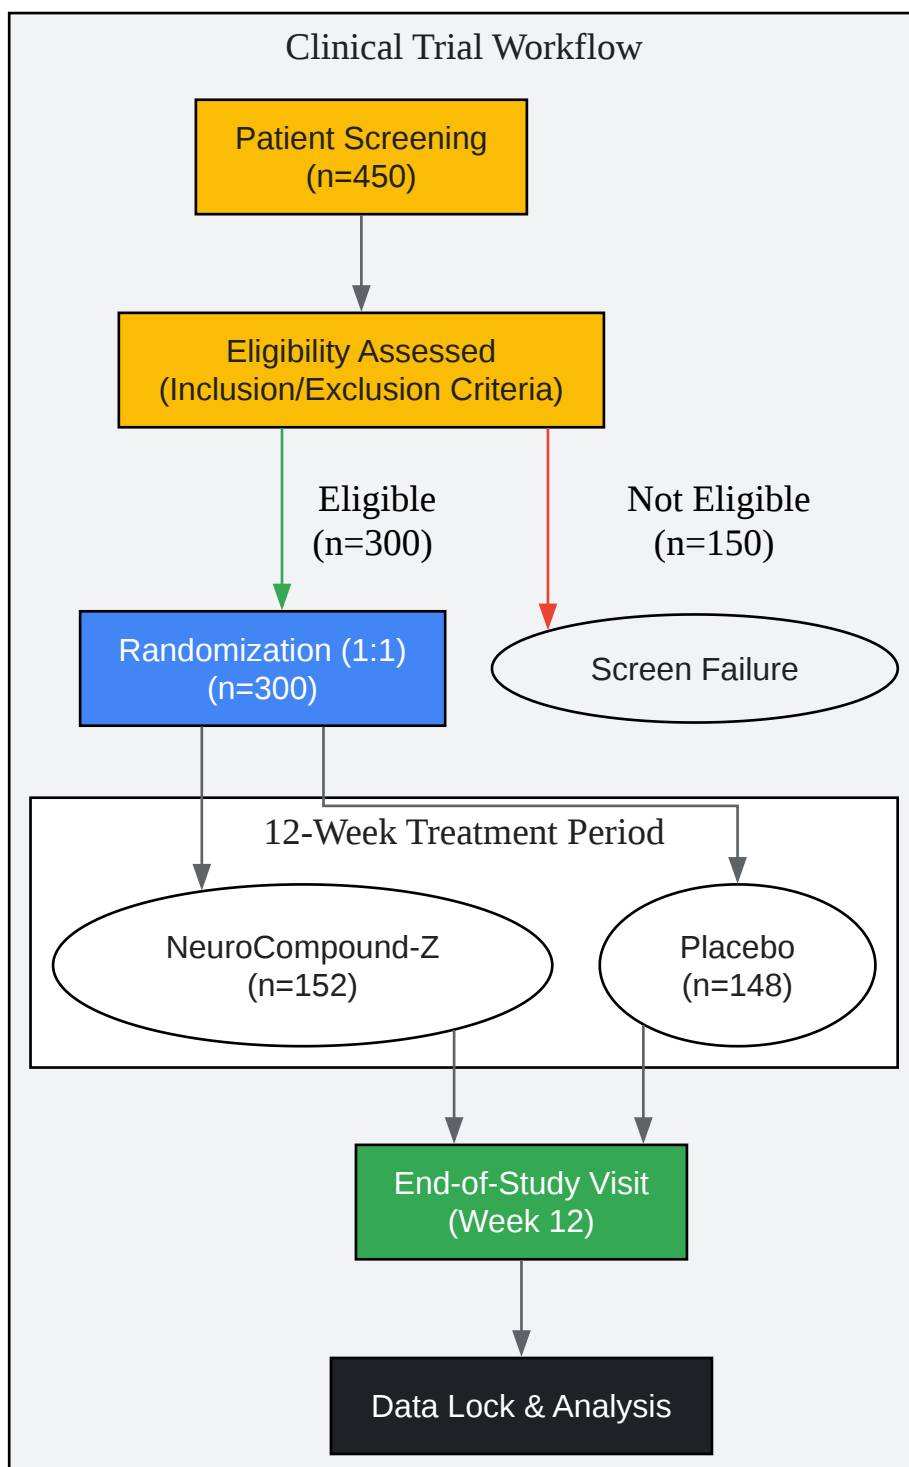 Clinical Trial Workflow
Patient Screening
(n=450)
Eligibility Assessed
(Inclusion/Exclusion Criteria)
Eligible
(n=300)
Not Eligible
(n=150)
Randomization (1:1)
(n=300)
Screen Failure
12-Week Treatment Period
NeuroCompound-Z
(n=152)
Placebo
(n=148)
End-of-Study Visit
(Week 12)
Data Lock & Analysis